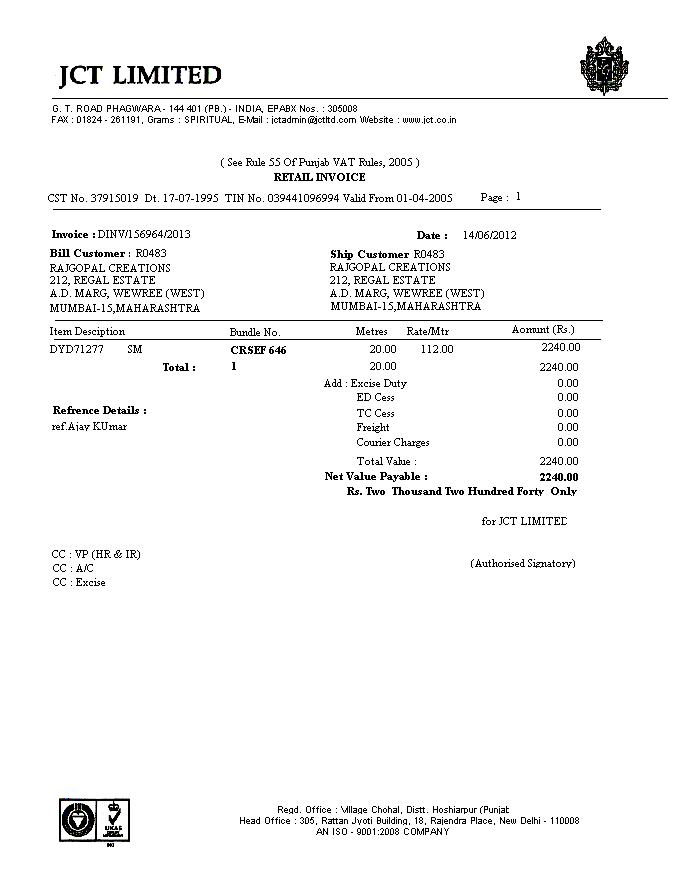 JCT LIMITED
G. T. ROAD PHAGWARA - 144 401 (PB.) - INDIA, EPABX Nos. : 305008
FAX : 01824 - 261191, Grams : SPIRITUAL, E-Mail : jctadmin@jctltd.com Website : www.jct.co.in
( See Rule 55 Of Punjab VAT Rules, 2005 )
RETAIL INVOICE
CST No. 37915019 Dt. 17-07-1995 TIN No. 039441096994 Valid From 01-04-2005 Page : 1
Invoice : DINV/156964/2013 Date : 14/06/2012
Bill Customer : R0483 Ship Customer R0483
RAJGOPAL CREATIONS RAJGOPAL CREATIONS
212, REGAL ESTATE 212, REGAL ESTATE
A.D. MARG, WEWREE (WEST) A.D. MARG, WEWREE (WEST)
MUMBAI-15,MAHARASHTRA MUMBAI-15,MAHARASHTRA
Item Desciption Bundle No. Metres Rate/Mtr Aomunt (Rs.)
DYD71277 SM CRSEF 646 20.00 112.00 2240.00
Total : 1 20.00 2240.00
Add : Excise Duty 0.00
ED Cess 0.00
Refrence Details : TC Cess 0.00
ref.Ajay KUmar Freight 0.00
Courier Charges 0.00
Total Value : 2240.00
Net Value Payable : 2240.00
Rs. Two Thousand Two Hundred Forty Only
for JCT LIMITED
CC : VP (HR & IR)
(Authorised Signatory)
CC : A/C
CC : Excise
UKAS
Regd. Office : Village Chohal, Distt. Hoshiarpur (Punjab
Head Office : 305, Rattan Jyoti Building, 18, Rajendra Place, New Delhi - 110008
AN ISO - 9001:2008 COMPANY